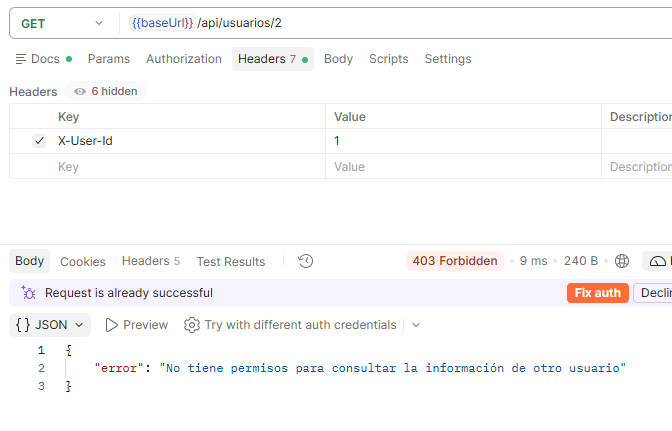 GET {{baseUrl}} /api/usuarios/2
Docs Params Authorization Headers 7 Body Scripts Settings
Headers 6 hidden
Key Value Description
X-User-Id 1
Key Value Description
Body Cookies Headers 5 Test Results 403 Forbidden 9 ms 240 B
Request is already successful Fix auth Declin
{} JSON Preview Try with different auth credentials
1 {
2 "error": "No tiene permisos para consultar la información de otro usuario"
3 }